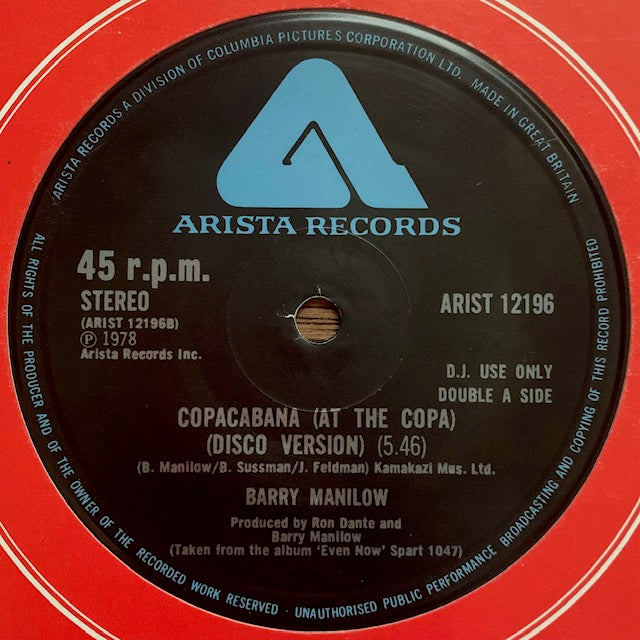 ARISTA RECORDS A DIVISION OF COLUMBIA PICTURES CORPORATION LTD. MADE IN GREAT BRITAIN
ARISTA RECORDS
45 r.p.m.
STEREO
(ARIST 12196B)
Ⓟ 1978
Arista Records Inc.
ARIST 12196
D.J. USE ONLY
DOUBLE A SIDE
COPACABANA (AT THE COPA)
(DISCO VERSION) (5.46)
(B. Manilow/B. Sussman/J. Feldman) Kamakazi Mus. Ltd.
BARRY MANILOW
Produced by Ron Dante and
Barry Manilow
(Taken from the album 'Even Now' Spart 1047)
ALL RIGHTS OF THE PRODUCER AND OF THE OWNER OF THE RECORDED WORK RESERVED · UNAUTHORISED PUBLIC PERFORMANCE BROADCASTING AND COPYING OF THIS RECORD PROHIBITED